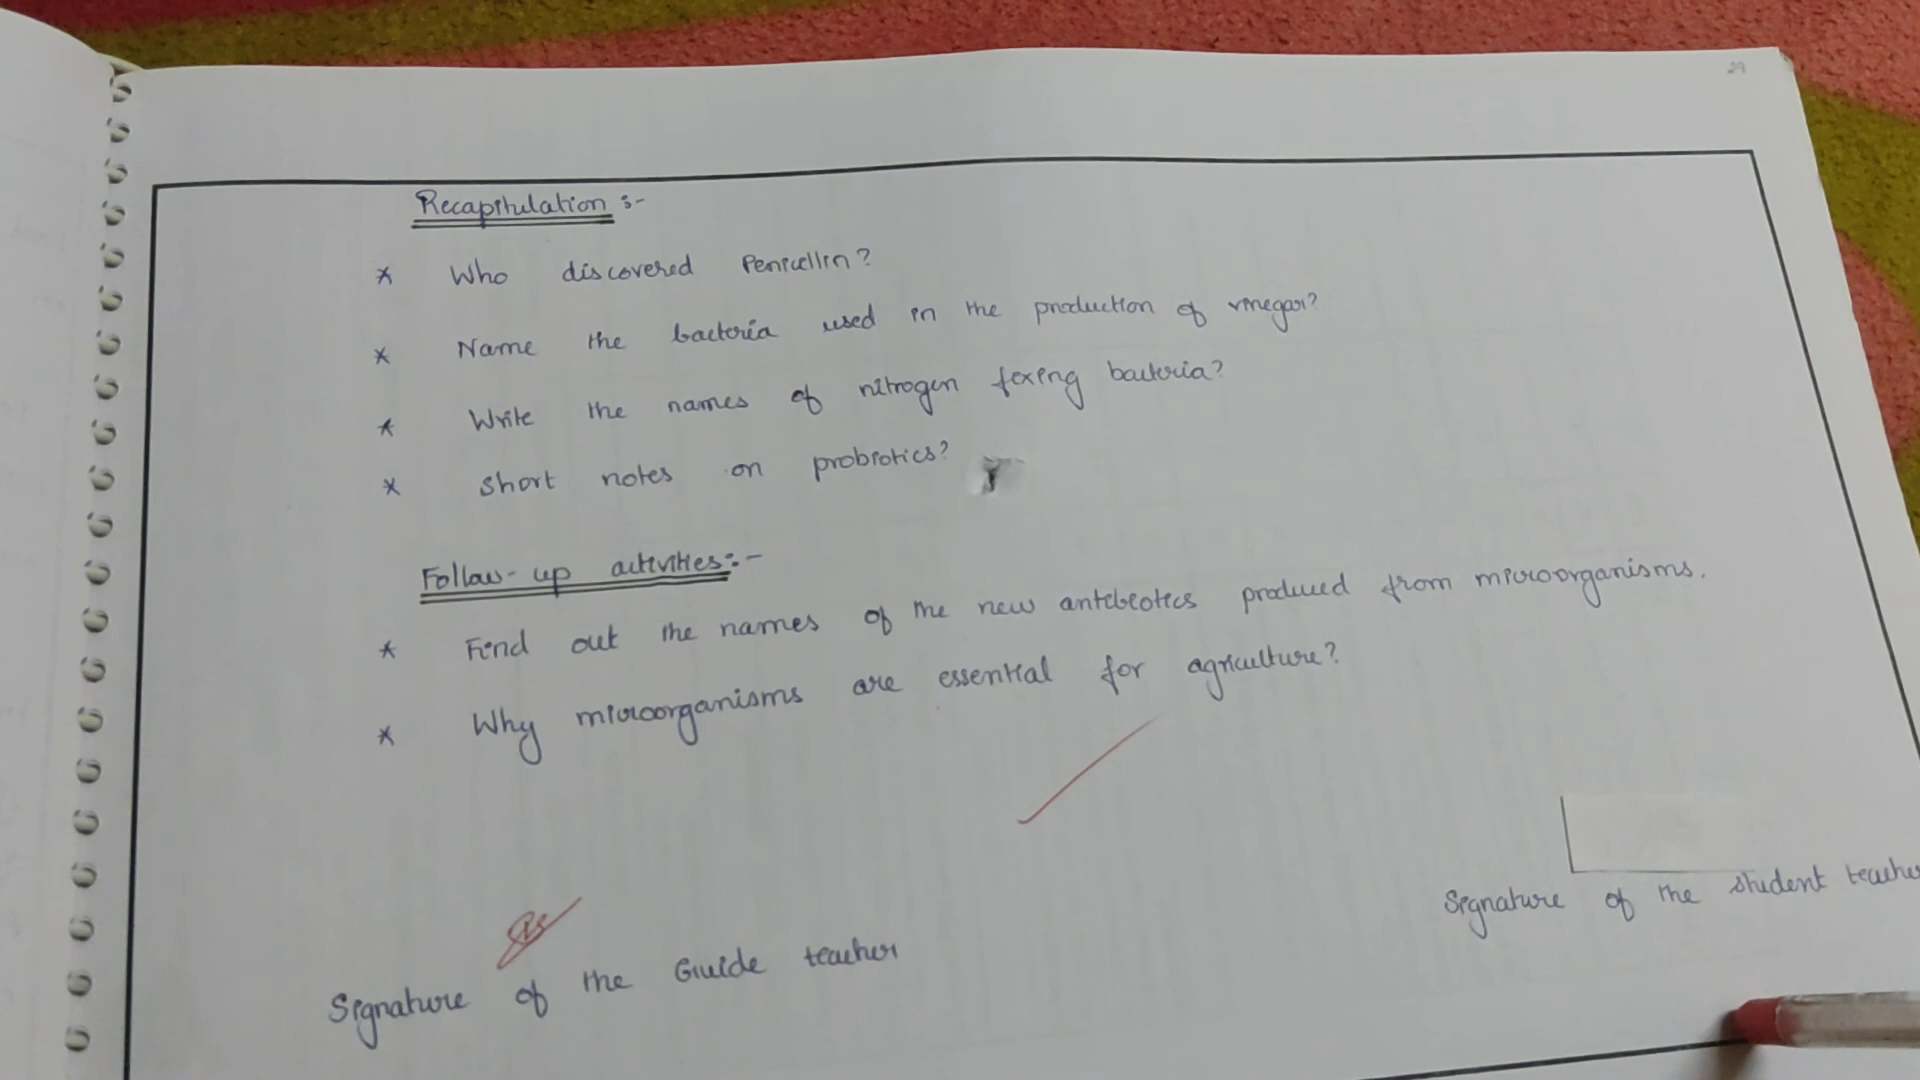 29
Recapitulation :-
* Who discovered Penicillin?
* Name the bacteria used in the production of vinegar?
* Write the names of nitrogen fixing bacteria?
* Short notes on probiotics?
Follow-up activities:-
* Find out the names of the new antibiotics produced from microorganisms.
* Why microorganisms are essential for agriculture?
Signature of the student teacher
Signature of the Guide teacher